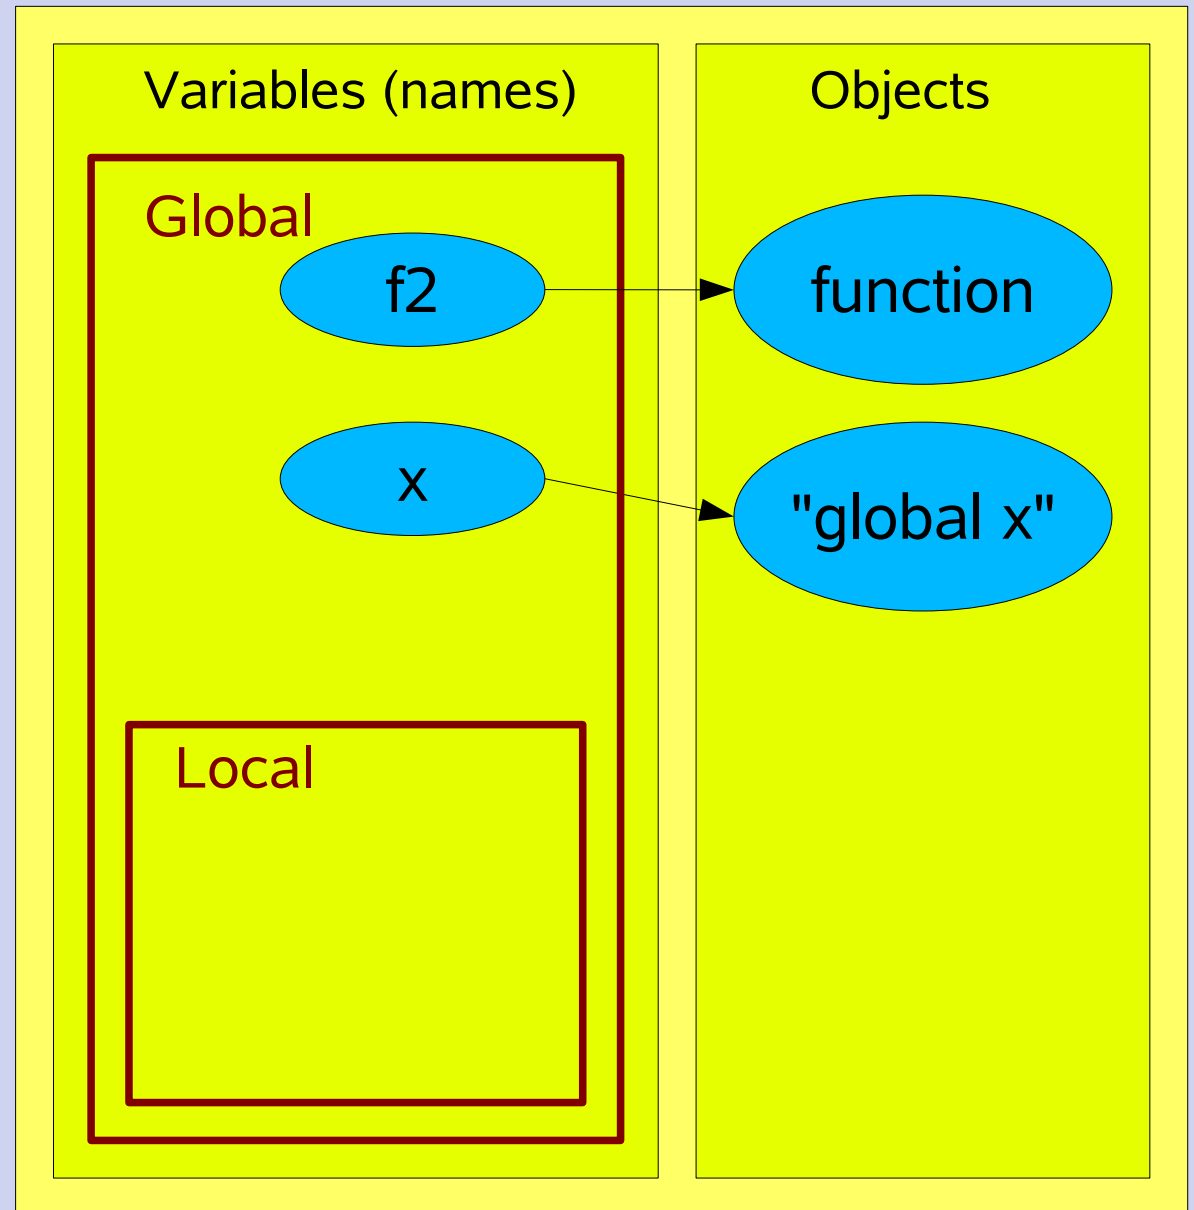 Variables (names)
Objects
Global
f2
function
x
"global x"
Local